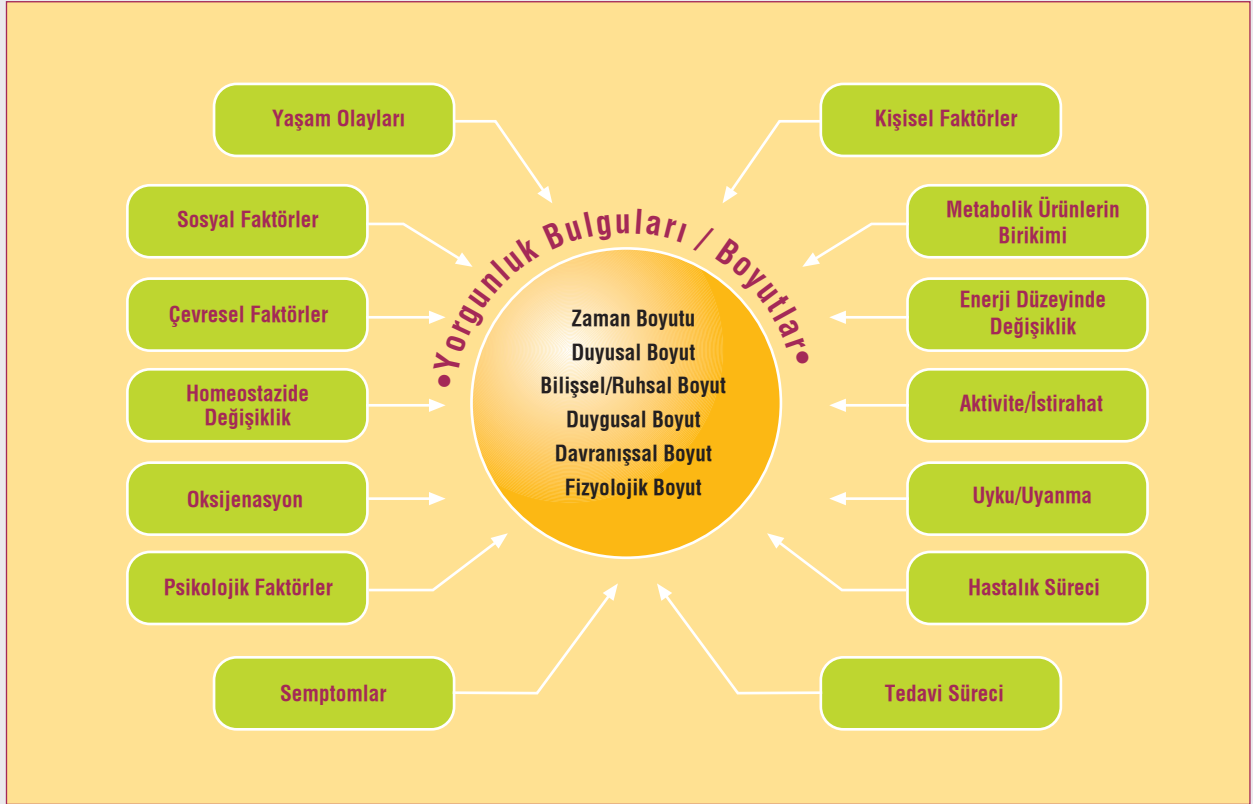 Yaşam Olayları
Kişisel Faktörler
Sosyal Faktörler
Metabolik Ürünlerin
Birikimi
•Yorgunluk Bulguları / Boyutlar•
Çevresel Faktörler
Enerji Düzeyinde
Değişiklik
Zaman Boyutu
Duyusal Boyut
Bilişsel/Ruhsal Boyut
Duygusal Boyut
Davranışsal Boyut
Fizyolojik Boyut
Homeostazide
Değişiklik
Aktivite/İstirahat
Oksijenasyon
Uyku/Uyanma
Psikolojik Faktörler
Hastalık Süreci
Semptomlar
Tedavi Süreci